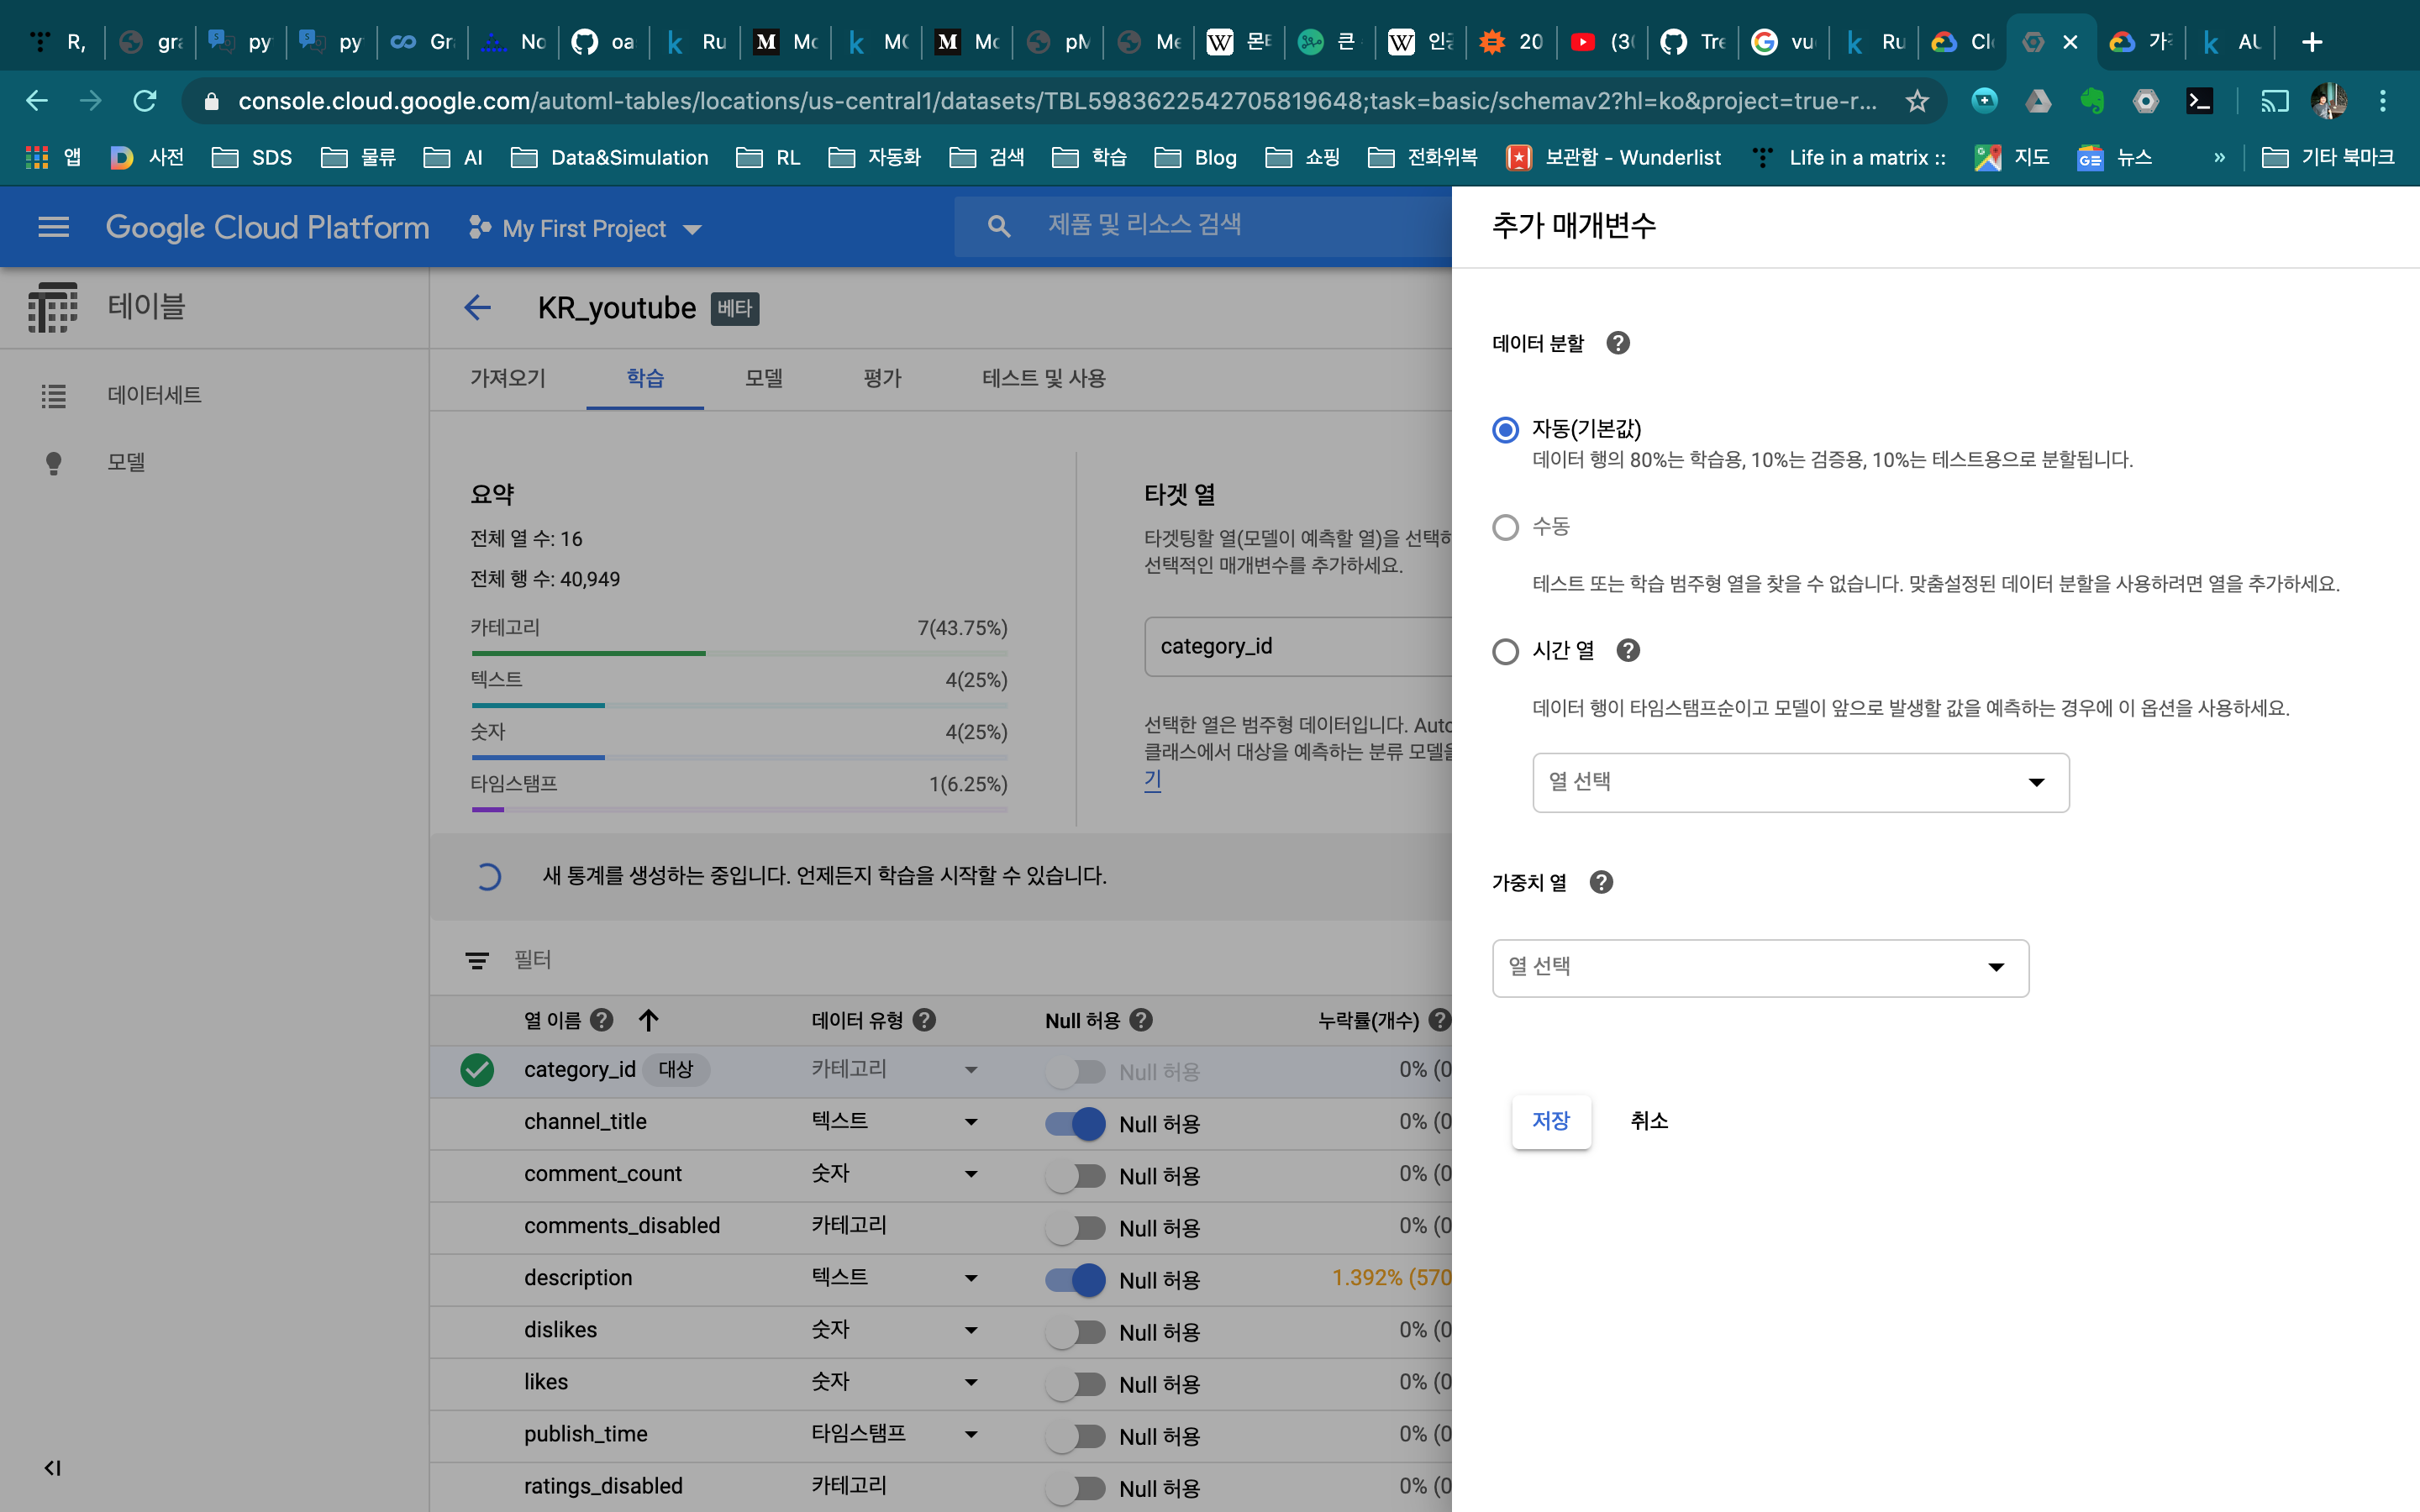 R,
gr
py
py
Gr
No
oa
Ru
Mo
Mo
pM
Me
몬
큰
20
(3
Tre
vu
Ru
Cl
가
AU
console.cloud.google.com/automl-tables/locations/us-central1/datasets/TBL5983622542705819648;task=basic/schemav2?hl=ko&project=true-r...
앱
사전
SDS
물류
AI
Data&Simulation
RL
자동화
검색
학습
Blog
쇼핑
전화위복
보관함 - Wunderlist
Life in a matrix ::
지도
뉴스
»
기타 북마크
Google Cloud Platform
My First Project
제품 및 리소스 검색
테이블
데이터세트
모델
KR_youtube 베타
가져오기 학습 모델 평가 테스트 및 사용
요약
전체 열 수: 16
전체 행 수: 40,949
카테고리 7(43.75%)
텍스트 4(25%)
숫자 4(25%)
타임스탬프 1(6.25%)
타겟 열
타겟팅할 열(모델이 예측할 열)을 선택하
선택적인 매개변수를 추가하세요.
category_id
선택한 열은 범주형 데이터입니다. Auto
클래스에서 대상을 예측하는 분류 모델을
기
새 통계를 생성하는 중입니다. 언제든지 학습을 시작할 수 있습니다.
필터
열 이름 데이터 유형 Null 허용 누락률(개수)
category_id 대상 카테고리 Null 허용 0% (0
channel_title 텍스트 Null 허용 0% (0
comment_count 숫자 Null 허용 0% (0
comments_disabled 카테고리 Null 허용 0% (0
description 텍스트 Null 허용 1.392% (570
dislikes 숫자 Null 허용 0% (0
likes 숫자 Null 허용 0% (0
publish_time 타임스탬프 Null 허용 0% (0
ratings_disabled 카테고리 Null 허용 0% (0
추가 매개변수
데이터 분할
자동(기본값)
데이터 행의 80%는 학습용, 10%는 검증용, 10%는 테스트용으로 분할됩니다.
수동
테스트 또는 학습 범주형 열을 찾을 수 없습니다. 맞춤설정된 데이터 분할을 사용하려면 열을 추가하세요.
시간 열
데이터 행이 타임스탬프순이고 모델이 앞으로 발생할 값을 예측하는 경우에 이 옵션을 사용하세요.
열 선택
가중치 열
열 선택
저장 취소